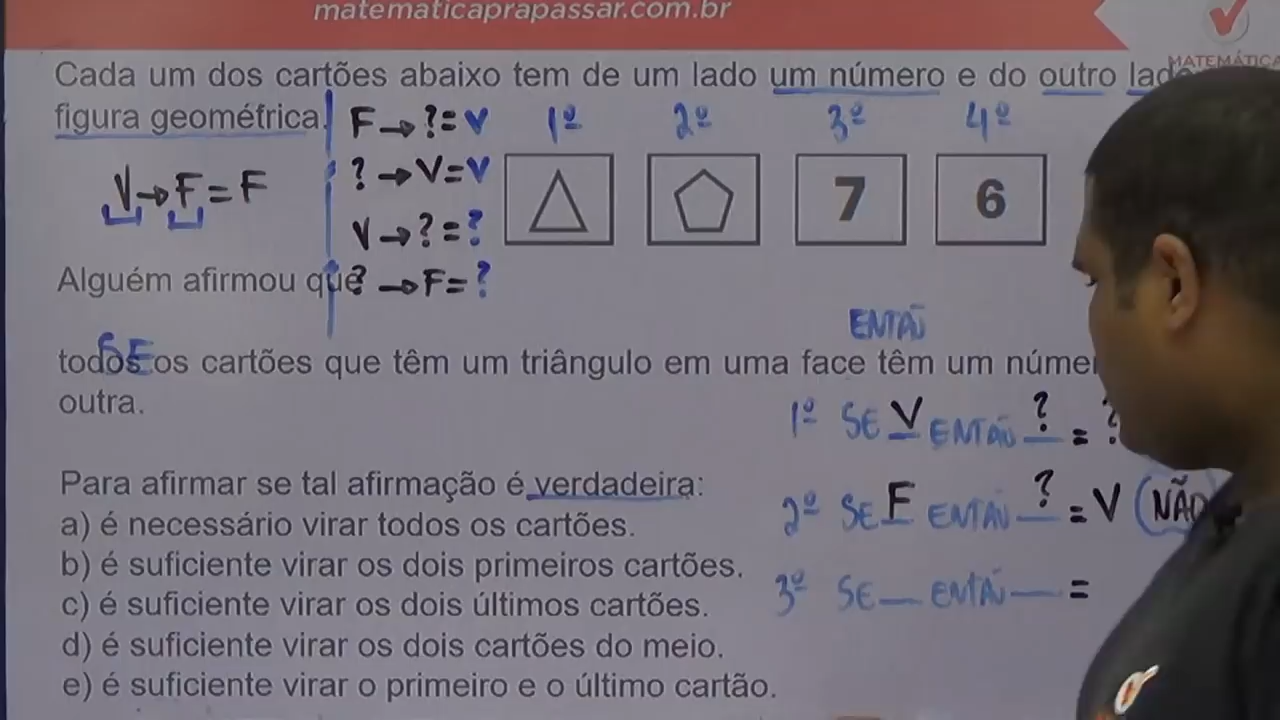 matematicaprapassar.com.br
MATEMÁTICA
Cada um dos cartões abaixo tem de um lado um número e do outro lado
figura geométrica.
F → ? = V 1º 2º 3º 4º
? → V = V
V → F = F
7 6
V → ? = ?
Alguém afirmou que
? → F = ?
ENTÃO
SE
todos os cartões que têm um triângulo em uma face têm um
outra.
1º SE V ENTÃO ? = ?
Para afirmar se tal afirmação é verdadeira:
2º SE F ENTÃO ? = V (NÃO
a) é necessário virar todos os cartões.
b) é suficiente virar os dois primeiros cartões.
3º SE__ENTÃO__=
c) é suficiente virar os dois últimos cartões.
d) é suficiente virar os dois cartões do meio.
e) é suficiente virar o primeiro e o último cartão.